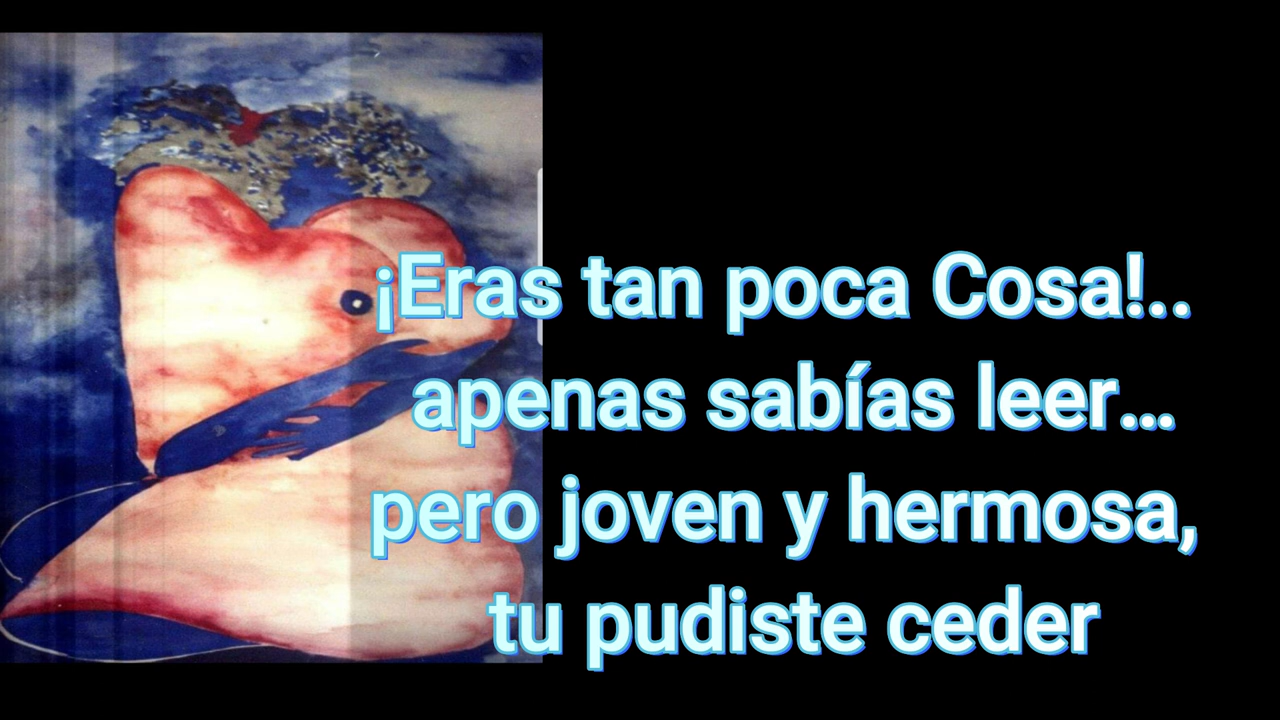 ¡Eras tan poca Cosa!..
apenas sabías leer...
pero joven y hermosa,
tu pudiste ceder